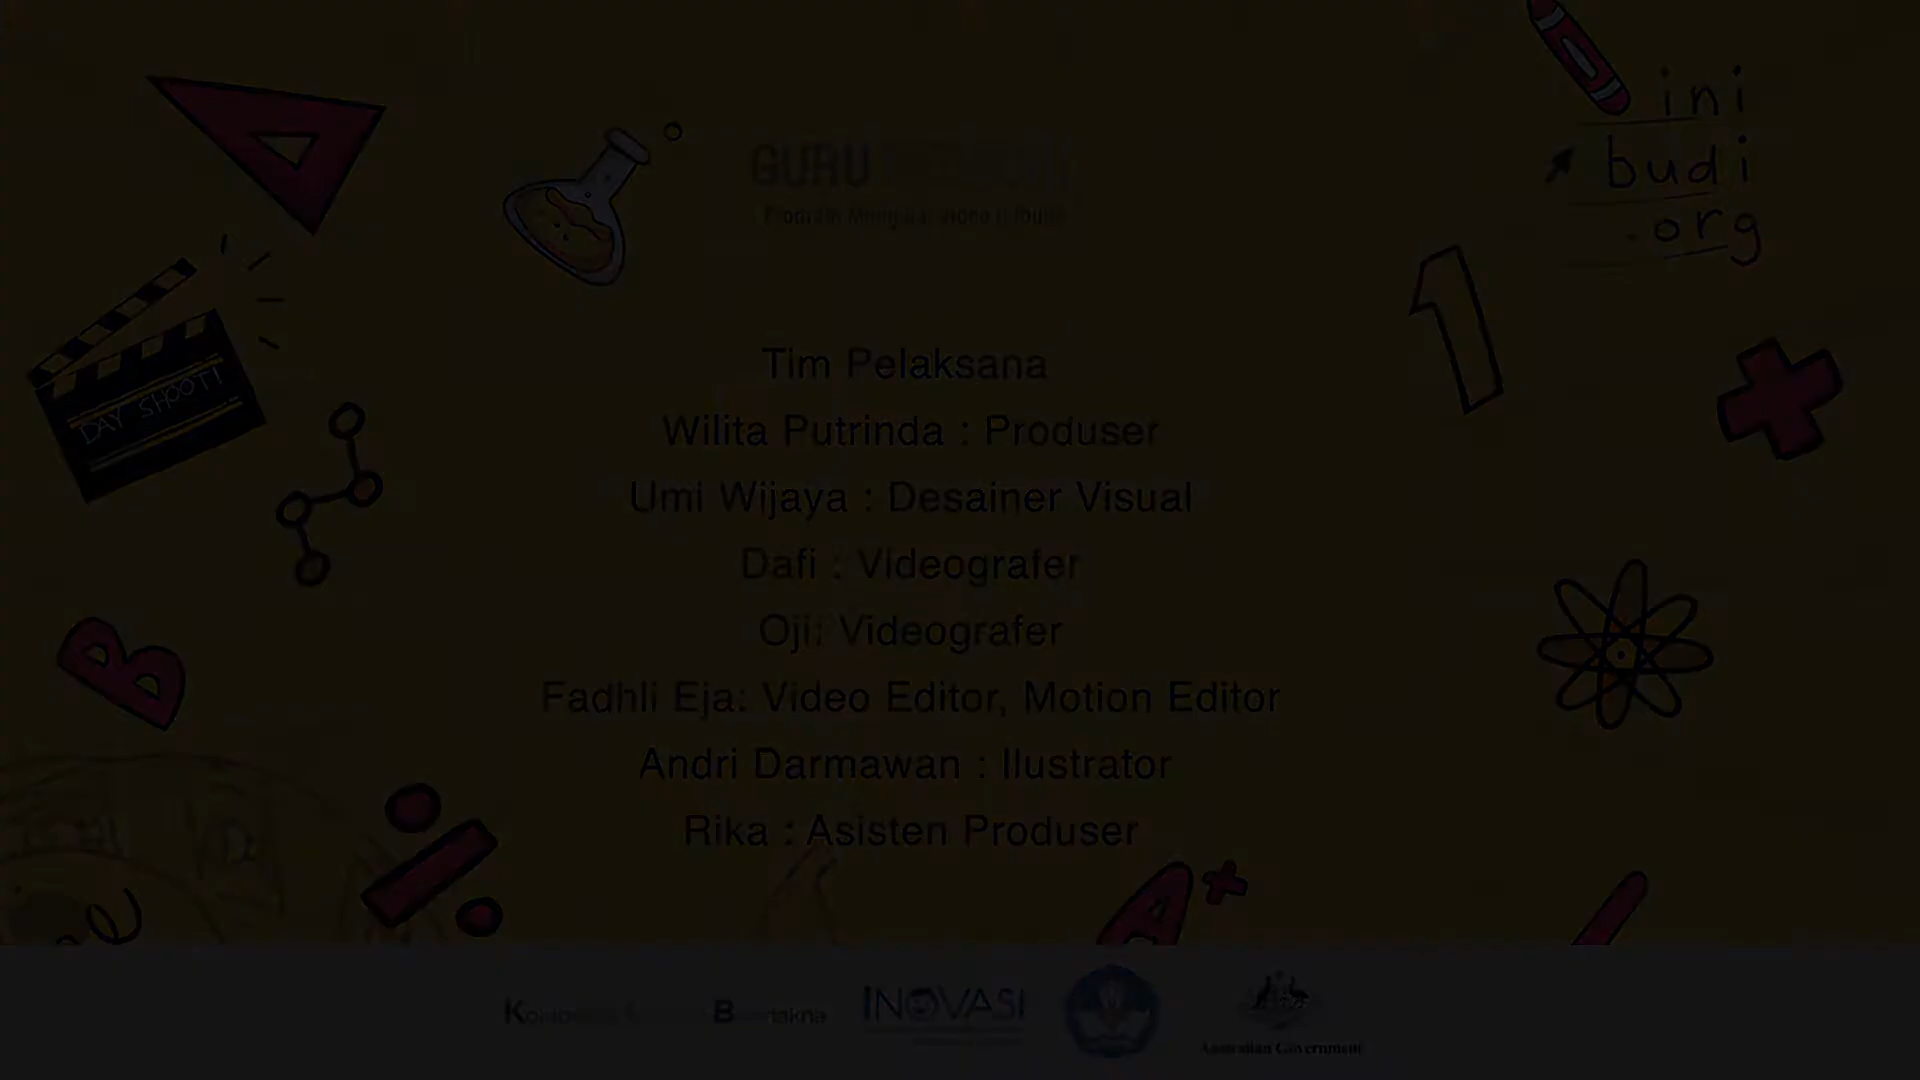 GURU
ini
budi
.org
DAY SHOOT!
Tim Pelaksana
Wilita Putrinda : Produser
Umi Wijaya : Desainer Visual
Dafi : Videografer
Oji: Videografer
Fadhli Eja: Video Editor, Motion Editor
Andri Darmawan : Ilustrator
Rika : Asisten Produser
INOVASI
Australian Government